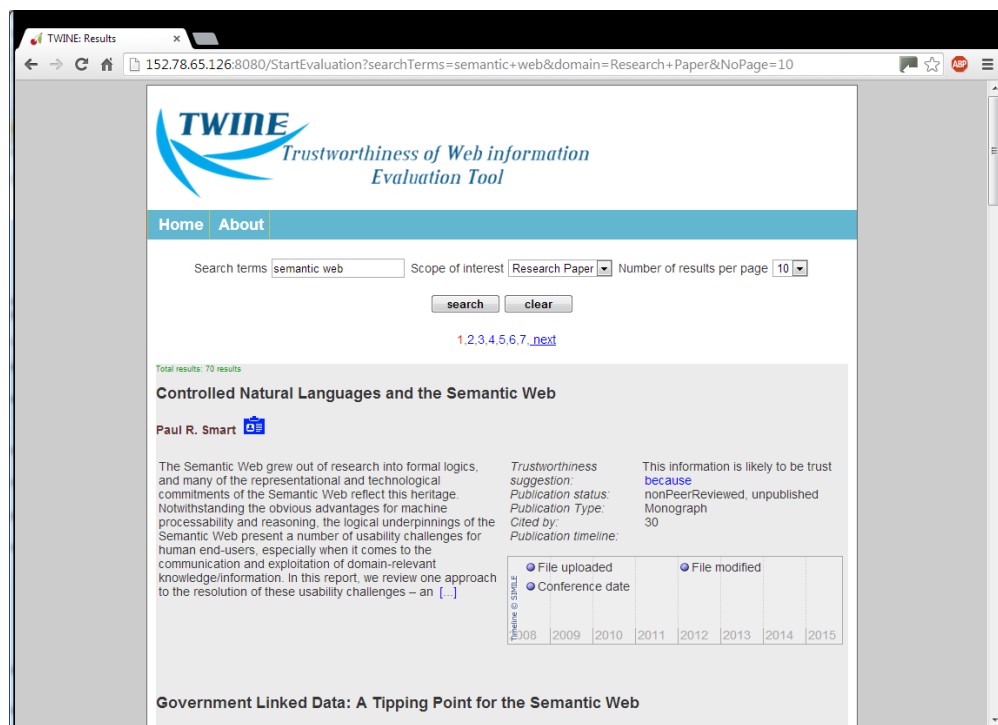 TWINE: Results
152.78.65.126:8080/StartEvaluation?searchTerms=semantic+web&domain=Research+Paper&NoPage=10
ABP
TWINE
Trustworthiness of Web information
Evaluation Tool
Home About
Search terms semantic web Scope of interest Research Paper Number of results per page 10
search clear
1,2,3,4,5,6,7, next
Total results: 70 results
Controlled Natural Languages and the Semantic Web
Paul R. Smart
The Semantic Web grew out of research into formal logics,
and many of the representational and technological
commitments of the Semantic Web reflect this heritage.
Notwithstanding the obvious advantages for machine
processability and reasoning, the logical underpinnings of the
Semantic Web present a number of usability challenges for
human end-users, especially when it comes to the
communication and exploitation of domain-relevant
knowledge/information. In this report, we review one approach
to the resolution of these usability challenges – an [...]
Trustworthiness suggestion: This information is likely to be trust because
Publication status: nonPeerReviewed, unpublished
Publication Type: Monograph
Cited by: 30
Publication timeline:
File uploaded File modified
Conference date
Timeline © SIMILE
2008 2009 2010 2011 2012 2013 2014 2015
Government Linked Data: A Tipping Point for the Semantic Web